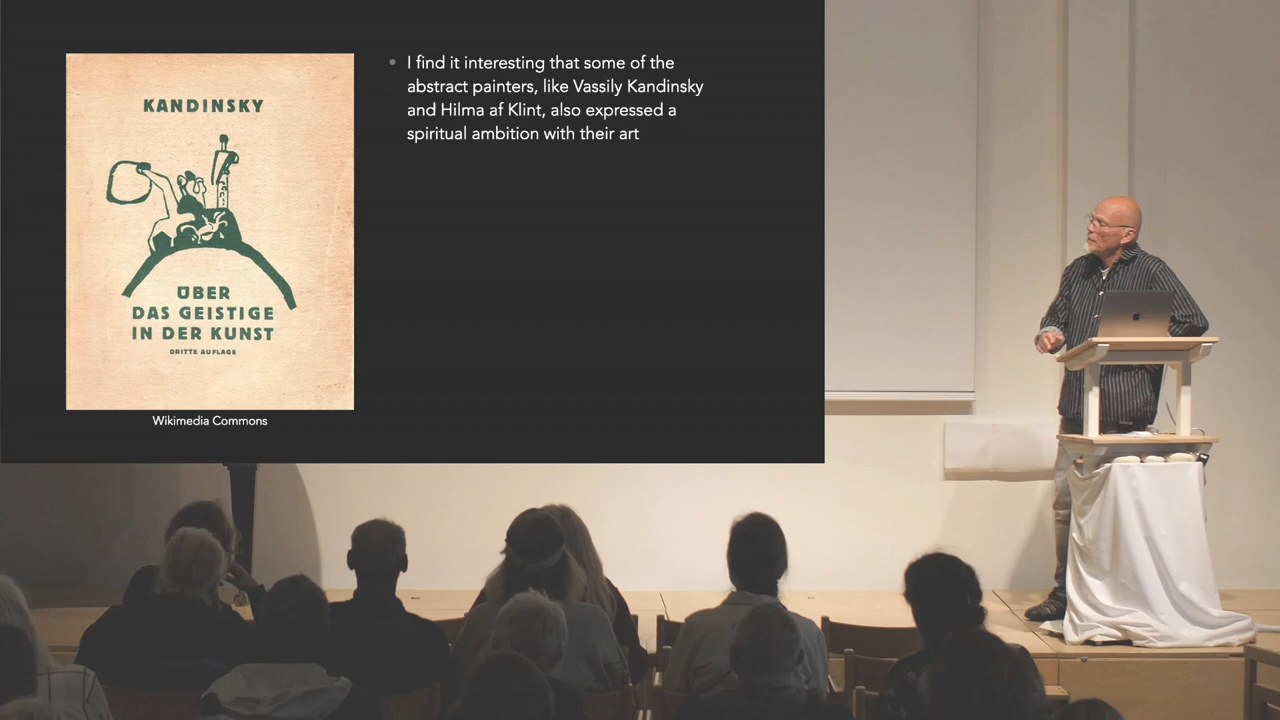 KANDINSKY
ÜBER
DAS GEISTIGE
IN DER KUNST
DRITTE AUFLAGE
Wikimedia Commons
• I find it interesting that some of the
abstract painters, like Vassily Kandinsky
and Hilma af Klint, also expressed a
spiritual ambition with their art